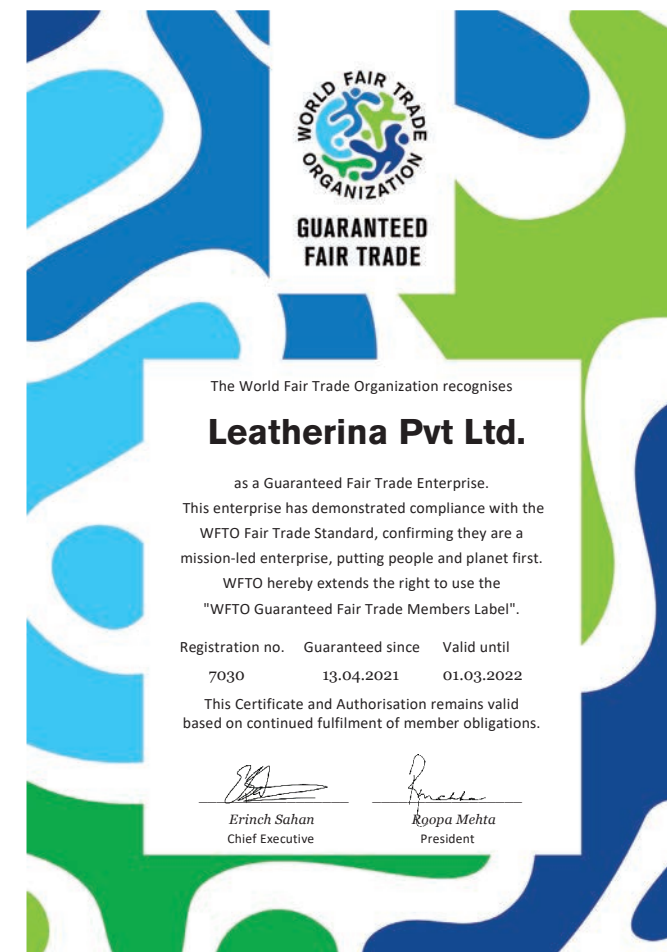 WORLD FAIR TRADE
ORGANIZATION
GUARANTEED
FAIR TRADE
The World Fair Trade Organization recognises
Leatherina Pvt Ltd.
as a Guaranteed Fair Trade Enterprise.
This enterprise has demonstrated compliance with the
WFTO Fair Trade Standard, confirming they are a
mission-led enterprise, putting people and planet first.
WFTO hereby extends the right to use the
"WFTO Guaranteed Fair Trade Members Label".
Registration no. Guaranteed since Valid until
7030 13.04.2021 01.03.2022
This Certificate and Authorisation remains valid
based on continued fulfilment of member obligations.
Erinch Sahan Roopa Mehta
Chief Executive President